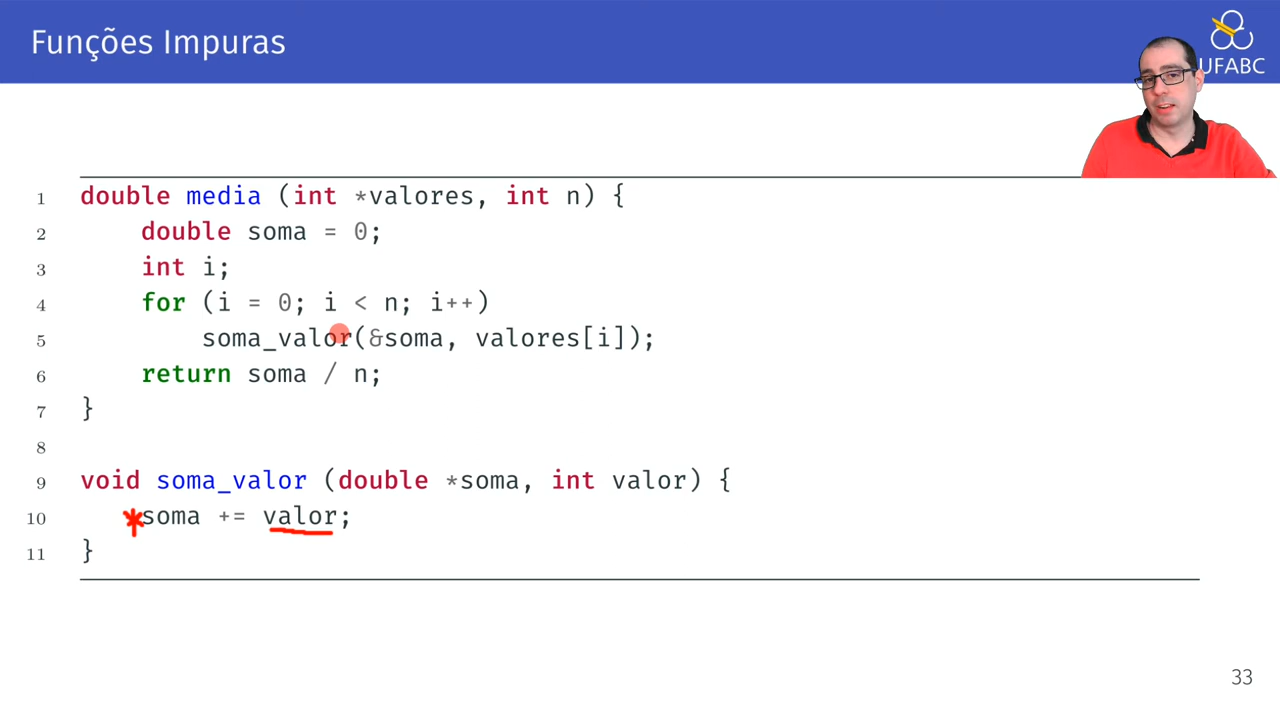 Funções Impuras
UFABC
1 double media (int *valores, int n) {
2 double soma = 0;
3 int i;
4 for (i = 0; i < n; i++)
5 soma_valor(&soma, valores[i]);
6 return soma / n;
7 }
8
9 void soma_valor (double *soma, int valor) {
10 *soma += valor;
11 }
33